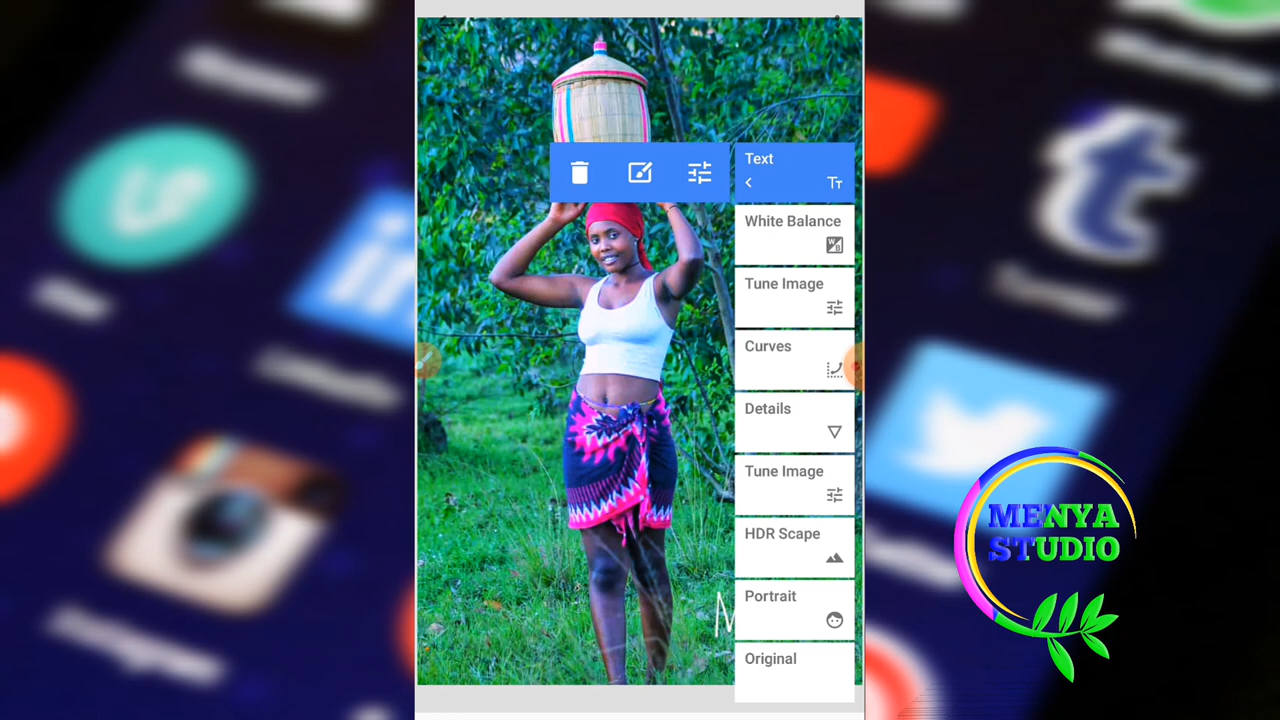 Text
White Balance
Tune Image
Curves
Details
Tune Image
HDR Scape
Portrait
Original
M
MENYA
STUDIO